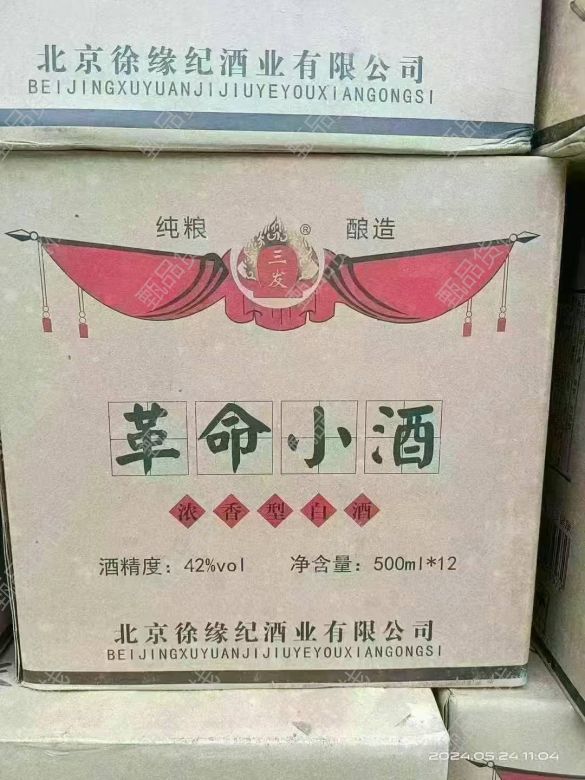 北京徐缘纪酒业有限公司
BEIJINGXUYUANJIJIUYEYOUXIANGONGSI
纯粮 ® 酿造
三发
革命小酒
浓香型白酒
酒精度：42%vol 净含量：500ml*12
北京徐缘纪酒业有限公司
BEIJINGXUYUANJIJIUYEYOUXIANGONGSI
2024.05.24 11:04